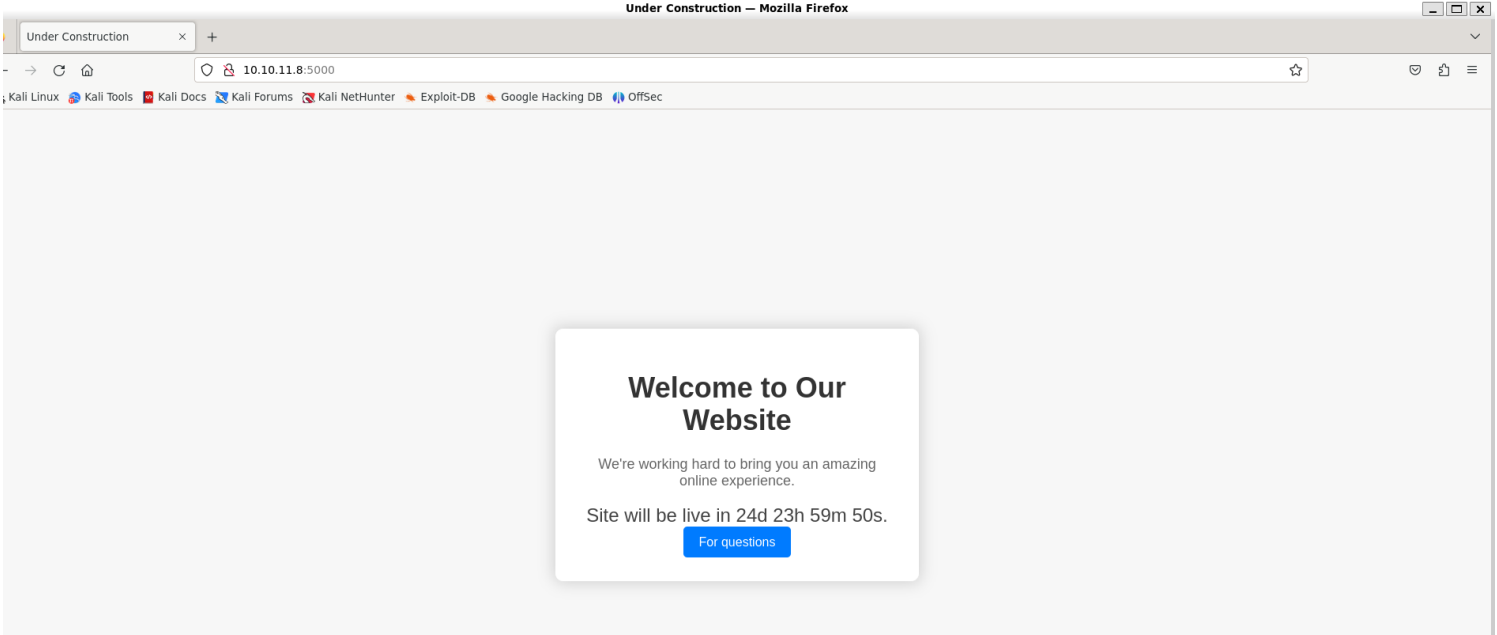 Under Construction — Mozilla Firefox
Under Construction
10.10.11.8:5000
Kali Linux Kali Tools Kali Docs Kali Forums Kali NetHunter Exploit-DB Google Hacking DB OffSec
Welcome to Our
Website
We're working hard to bring you an amazing
online experience.
Site will be live in 24d 23h 59m 50s.
For questions